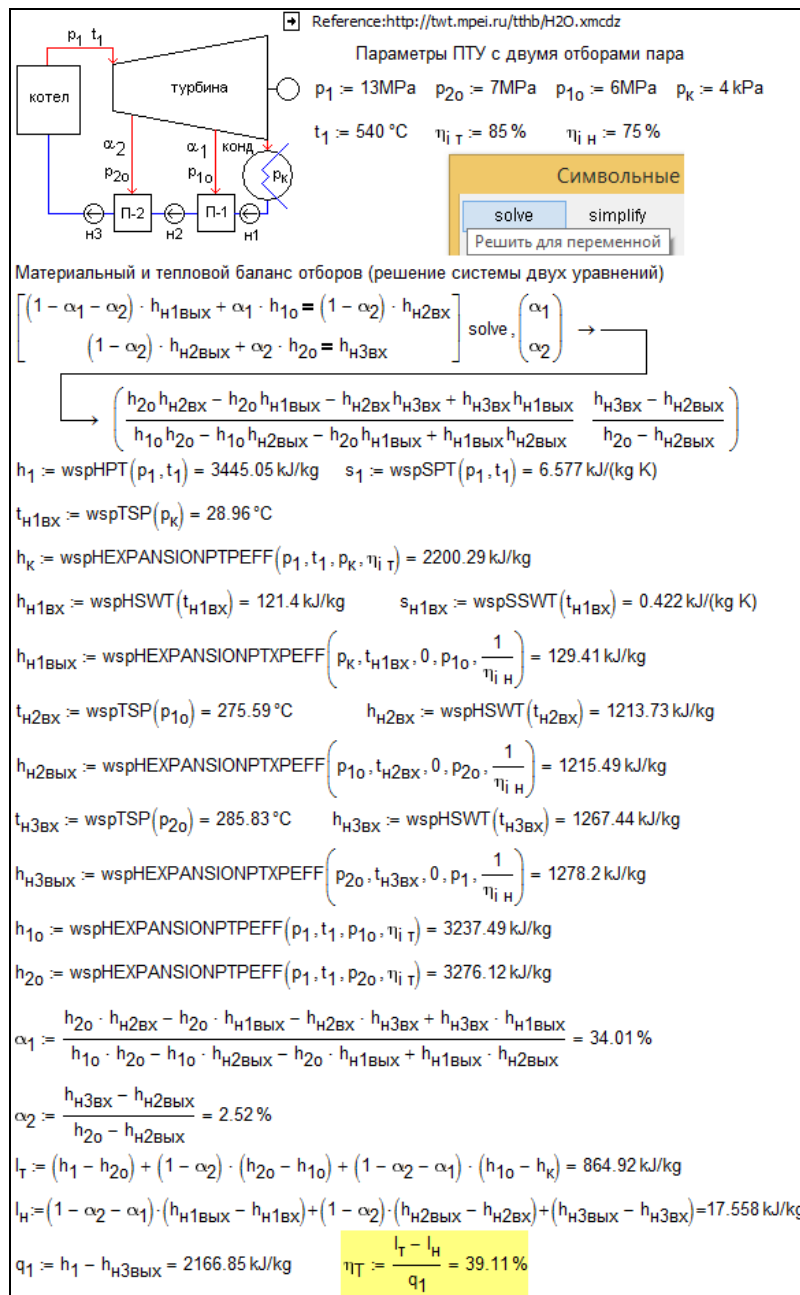 Reference:http://twt.mpei.ru/tthb/H2O.xmcdz
p₁ t₁
Параметры ПТУ с двумя отборами пара
котел
турбина
p₁ := 13MPa p₂ₒ := 7MPa p₁ₒ := 6MPa pк := 4 kPa
t₁ := 540 °C ηi т := 85 % ηi н := 75 %
α₂ α₁ конд
p₂ₒ p₁ₒ pк
П-2 П-1
н3 н2 н1
Символьные
solve simplify
Решить для переменной
Материальный и тепловой баланс отборов (решение системы двух уравнений)
[(1 − α₁ − α₂) · hн1вых + α₁ · h₁ₒ = (1 − α₂) · hн2вх
(1 − α₂) · hн2вых + α₂ · h₂ₒ = hн3вх] solve , (α₁ α₂) →
→ ((h₂ₒ hн2вх − h₂ₒ hн1вых − hн2вх hн3вх + hн3вх hн1вых)/(h₁ₒ h₂ₒ − h₁ₒ hн2вых − h₂ₒ hн1вых + hн1вых hн2вых) (hн3вх − hн2вых)/(h₂ₒ − hн2вых))
h₁ := wspHPT(p₁ , t₁) = 3445.05 kJ/kg s₁ := wspSPT(p₁ , t₁) = 6.577 kJ/(kg K)
tн1вх := wspTSP(pк) = 28.96 °C
hк := wspHEXPANSIONPTPEFF(p₁ , t₁ , pк , ηi т) = 2200.29 kJ/kg
hн1вх := wspHSWT(tн1вх) = 121.4 kJ/kg sн1вх := wspSSWT(tн1вх) = 0.422 kJ/(kg K)
hн1вых := wspHEXPANSIONPTXPEFF(pк , tн1вх , 0 , p₁ₒ , 1/ηi н) = 129.41 kJ/kg
tн2вх := wspTSP(p₁ₒ) = 275.59 °C hн2вх := wspHSWT(tн2вх) = 1213.73 kJ/kg
hн2вых := wspHEXPANSIONPTXPEFF(p₁ₒ , tн2вх , 0 , p₂ₒ , 1/ηi н) = 1215.49 kJ/kg
tн3вх := wspTSP(p₂ₒ) = 285.83 °C hн3вх := wspHSWT(tн3вх) = 1267.44 kJ/kg
hн3вых := wspHEXPANSIONPTXPEFF(p₂ₒ , tн3вх , 0 , p₁ , 1/ηi н) = 1278.2 kJ/kg
h₁ₒ := wspHEXPANSIONPTPEFF(p₁ , t₁ , p₁ₒ , ηi т) = 3237.49 kJ/kg
h₂ₒ := wspHEXPANSIONPTPEFF(p₁ , t₁ , p₂ₒ , ηi т) = 3276.12 kJ/kg
α₁ := (h₂ₒ · hн2вх − h₂ₒ · hн1вых − hн2вх · hн3вх + hн3вх · hн1вых)/(h₁ₒ · h₂ₒ − h₁ₒ · hн2вых − h₂ₒ · hн1вых + hн1вых · hн2вых) = 34.01 %
α₂ := (hн3вх − hн2вых)/(h₂ₒ − hн2вых) = 2.52 %
lт := (h₁ − h₂ₒ) + (1 − α₂) · (h₂ₒ − h₁ₒ) + (1 − α₂ − α₁) · (h₁ₒ − hк) = 864.92 kJ/kg
lн:=(1 − α₂ − α₁)·(hн1вых − hн1вх)+(1 − α₂)·(hн2вых − hн2вх)+(hн3вых − hн3вх)=17.558 kJ/kg
q₁ := h₁ − hн3вых = 2166.85 kJ/kg ηT := (lт − lн)/q₁ = 39.11 %